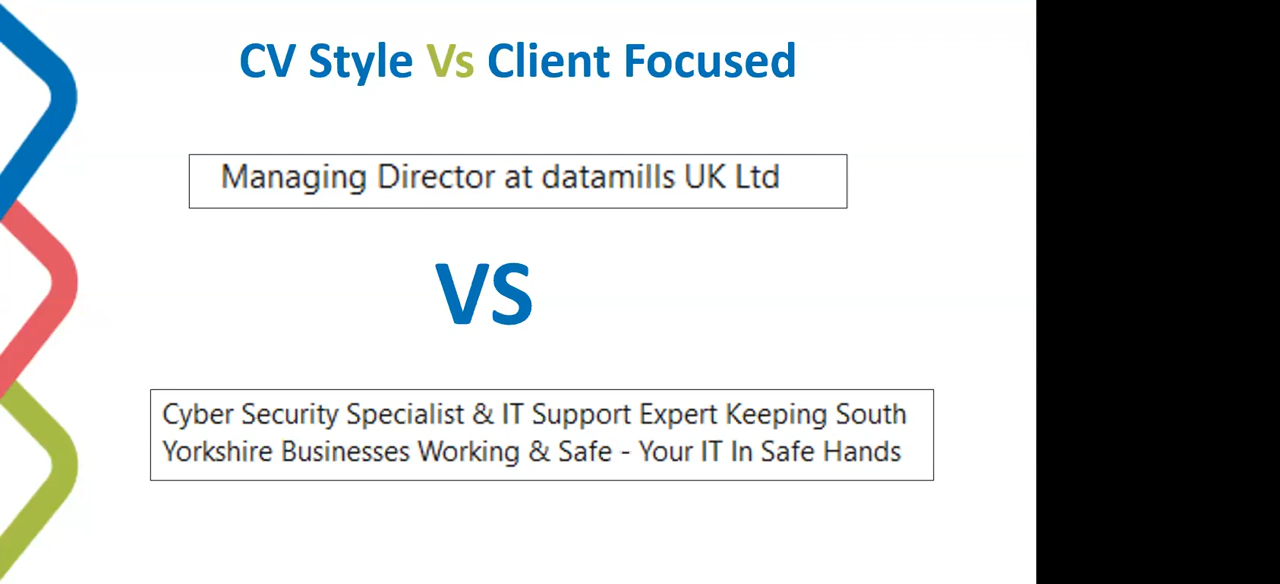 CV Style Vs Client Focused
Managing Director at datamills UK Ltd
VS
Cyber Security Specialist & IT Support Expert Keeping South
Yorkshire Businesses Working & Safe - Your IT In Safe Hands